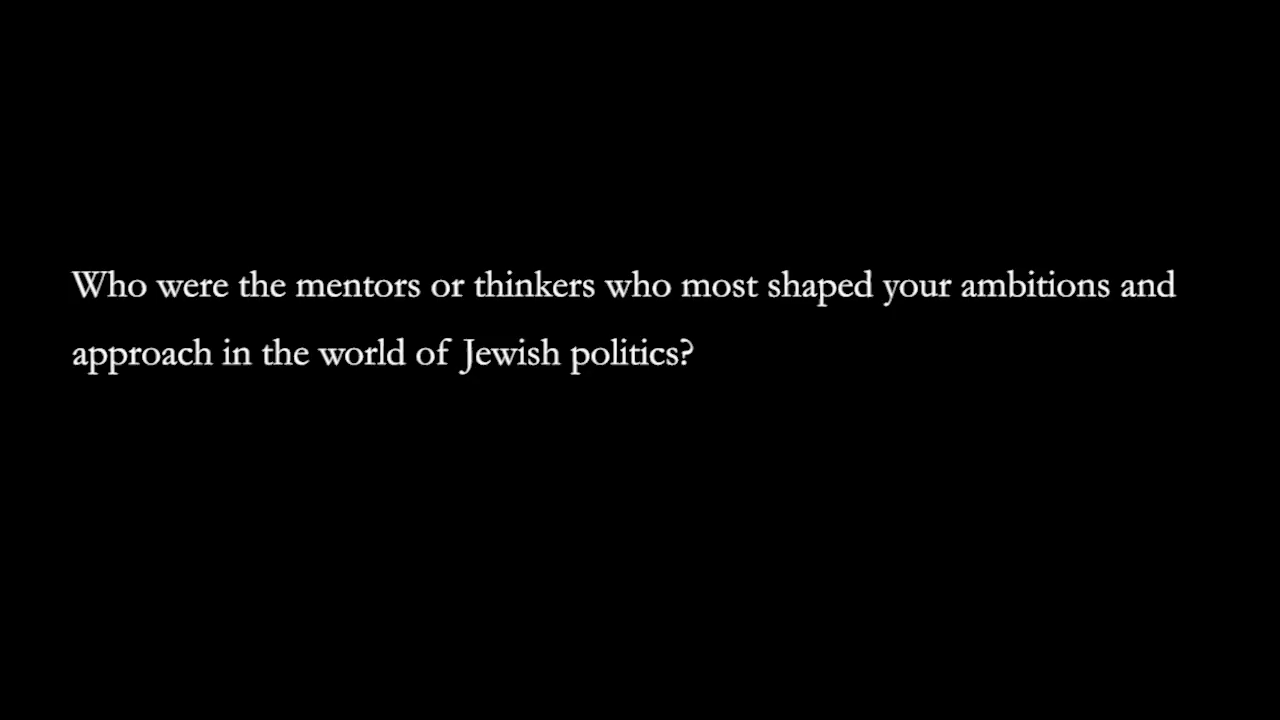 Who were the mentors or thinkers who most shaped your ambitions and
approach in the world of Jewish politics?